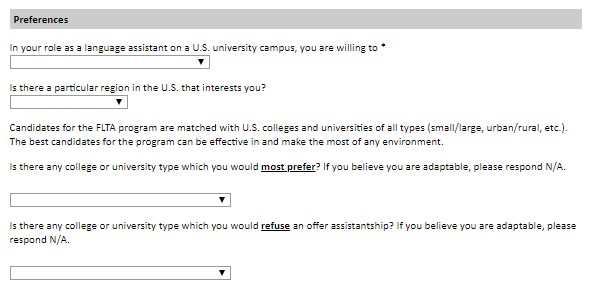 Preferences
In your role as a language assistant on a U.S. university campus, you are willing to *
Is there a particular region in the U.S. that interests you?
Candidates for the FLTA program are matched with U.S. colleges and universities of all types (small/large, urban/rural, etc.).
The best candidates for the program can be effective in and make the most of any environment.
Is there any college or university type which you would most prefer? If you believe you are adaptable, please respond N/A.
Is there any college or university type which you would refuse an offer assistantship? If you believe you are adaptable, please
respond N/A.